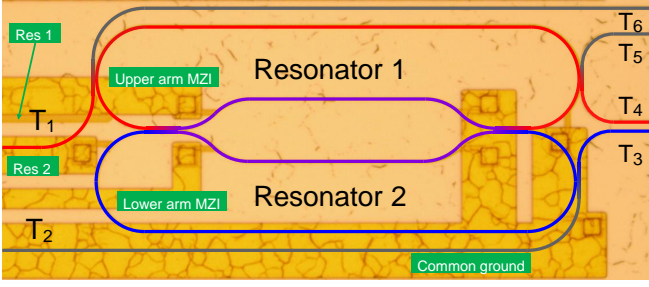 Res 1
T6
T5
Upper arm MZI
Resonator 1
T1
T4
T3
Res 2
Lower arm MZI
Resonator 2
T2
Common ground